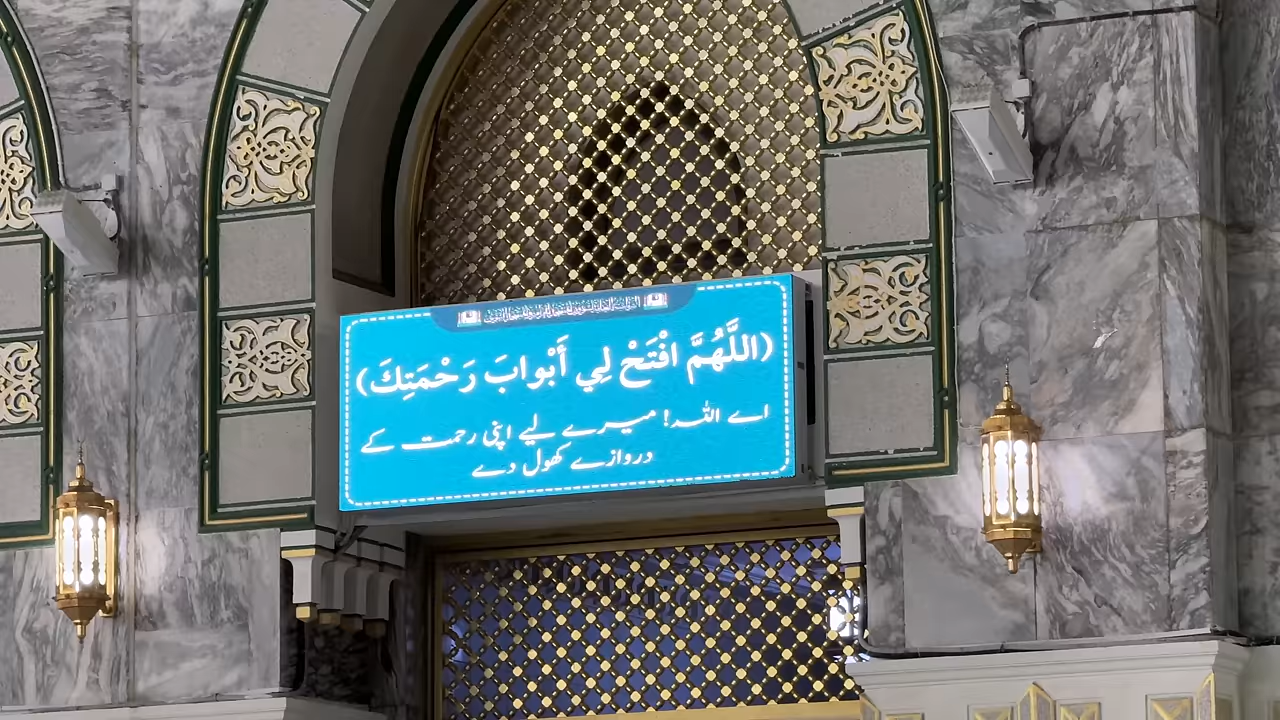 (اللَّهُمَّ افْتَحْ لِي أَبْوابَ رَحْمَتِكَ)
اے اللہ! میرے لیے اپنی رحمت کے
دروازے کھول دے